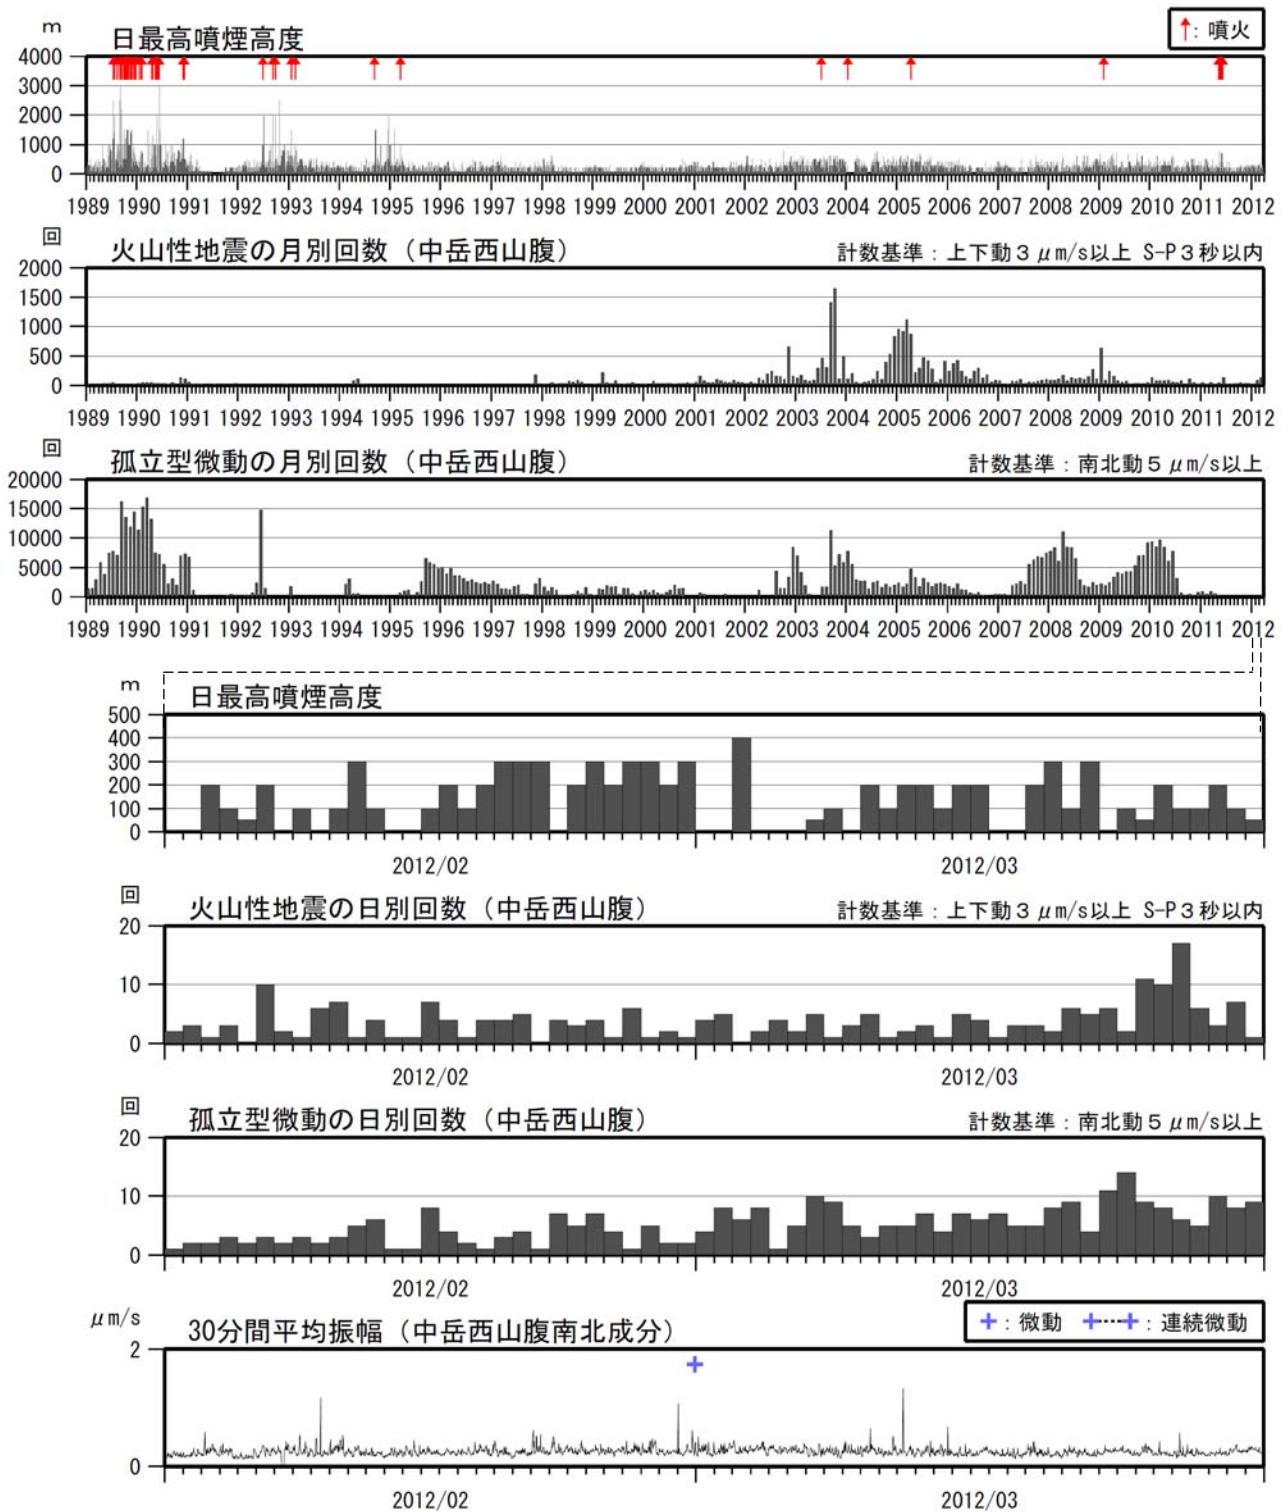 m
日最高噴煙高度
↑: 噴火
4000
3000
2000
1000
0
1989 1990 1991 1992 1993 1994 1995 1996 1997 1998 1999 2000 2001 2002 2003 2004 2005 2006 2007 2008 2009 2010 2011 2012
回
火山性地震の月別回数（中岳西山腹）
計数基準：上下動３μm/s以上 S-P３秒以内
2000
1500
1000
500
0
1989 1990 1991 1992 1993 1994 1995 1996 1997 1998 1999 2000 2001 2002 2003 2004 2005 2006 2007 2008 2009 2010 2011 2012
回
孤立型微動の月別回数（中岳西山腹）
計数基準：南北動５μm/s以上
20000
15000
10000
5000
0
1989 1990 1991 1992 1993 1994 1995 1996 1997 1998 1999 2000 2001 2002 2003 2004 2005 2006 2007 2008 2009 2010 2011 2012
m
日最高噴煙高度
500
400
300
200
100
0
2012/02 2012/03
回
火山性地震の日別回数（中岳西山腹）
計数基準：上下動３μm/s以上 S-P３秒以内
20
10
0
2012/02 2012/03
回
孤立型微動の日別回数（中岳西山腹）
計数基準：南北動５μm/s以上
20
10
0
2012/02 2012/03
μm/s
30分間平均振幅（中岳西山腹南北成分）
+：微動 +····+：連続微動
2
0
2012/02 2012/03